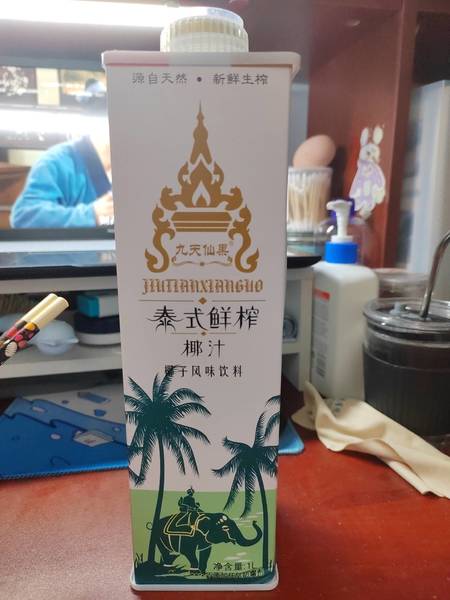 源自天然 • 新鲜生榨
九天仙果®
JIUTIANXIANGUO
泰式鲜榨
椰汁
椰子风味饮料
净含量:1L